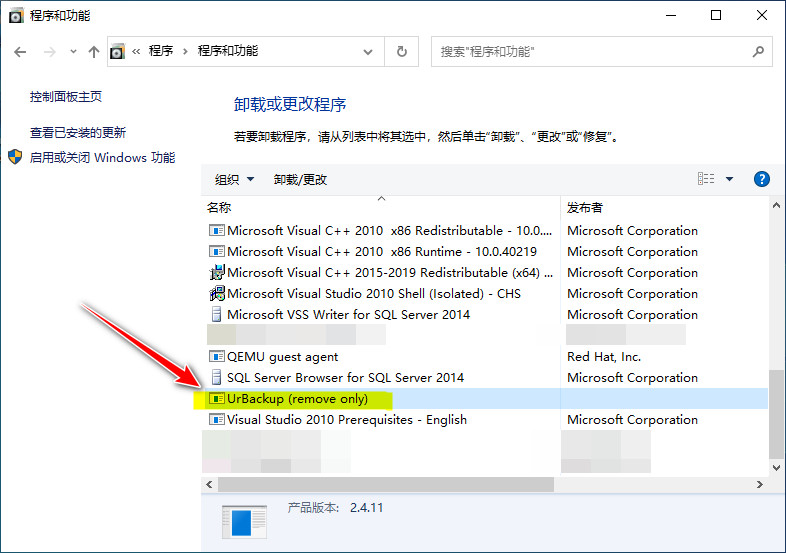 程序和功能
« 程序 › 程序和功能
搜索"程序和功能"
控制面板主页
查看已安装的更新
启用或关闭 Windows 功能
卸载或更改程序
若要卸载程序，请从列表中将其选中，然后单击“卸载”、“更改”或“修复”。
组织 卸载/更改
名称 发布者
Microsoft Visual C++ 2010 x86 Redistributable - 10.0.... Microsoft Corporation
Microsoft Visual C++ 2010 x86 Runtime - 10.0.40219 Microsoft Corporation
Microsoft Visual C++ 2015-2019 Redistributable (x64) ... Microsoft Corporation
Microsoft Visual Studio 2010 Shell (Isolated) - CHS Microsoft Corporation
Microsoft VSS Writer for SQL Server 2014 Microsoft Corporation
QEMU guest agent Red Hat, Inc.
SQL Server Browser for SQL Server 2014 Microsoft Corporation
UrBackup (remove only)
Visual Studio 2010 Prerequisites - English Microsoft Corporation
产品版本: 2.4.11